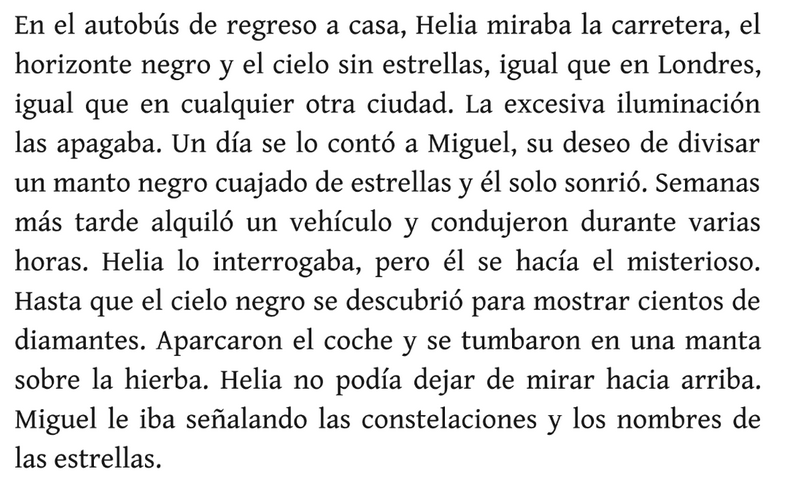 En el autobús de regreso a casa, Helia miraba la carretera, el
horizonte negro y el cielo sin estrellas, igual que en Londres,
igual que en cualquier otra ciudad. La excesiva iluminación
las apagaba. Un día se lo contó a Miguel, su deseo de divisar
un manto negro cuajado de estrellas y él solo sonrió. Semanas
más tarde alquiló un vehículo y condujeron durante varias
horas. Helia lo interrogaba, pero él se hacía el misterioso.
Hasta que el cielo negro se descubrió para mostrar cientos de
diamantes. Aparcaron el coche y se tumbaron en una manta
sobre la hierba. Helia no podía dejar de mirar hacia arriba.
Miguel le iba señalando las constelaciones y los nombres de
las estrellas.